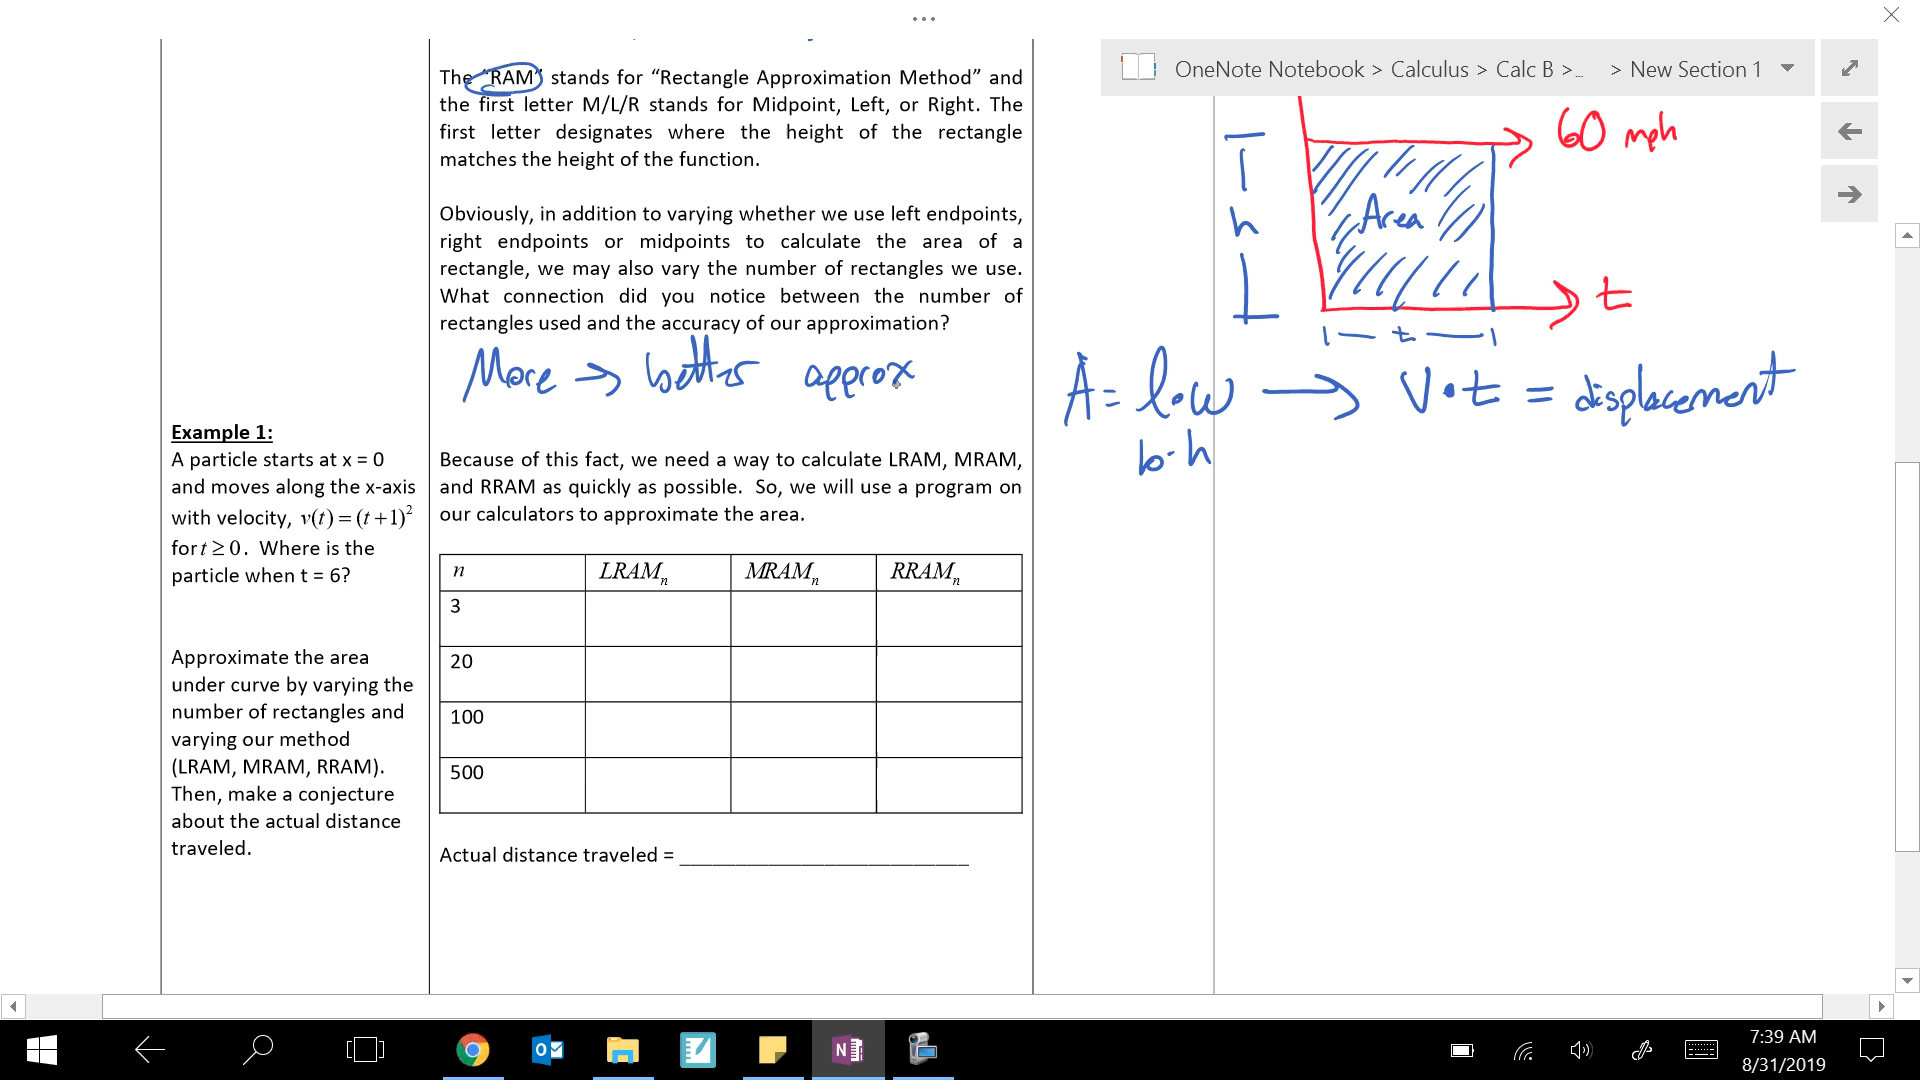 The “RAM” stands for “Rectangle Approximation Method” and
the first letter M/L/R stands for Midpoint, Left, or Right. The
first letter designates where the height of the rectangle
matches the height of the function.
Obviously, in addition to varying whether we use left endpoints,
right endpoints or midpoints to calculate the area of a
rectangle, we may also vary the number of rectangles we use.
What connection did you notice between the number of
rectangles used and the accuracy of our approximation?
More → better approx
Example 1:
A particle starts at x = 0
and moves along the x-axis
with velocity, v(t) = (t+1)²
for t ≥ 0. Where is the
particle when t = 6?
Approximate the area
under curve by varying the
number of rectangles and
varying our method
(LRAM, MRAM, RRAM).
Then, make a conjecture
about the actual distance
traveled.
Because of this fact, we need a way to calculate LRAM, MRAM,
and RRAM as quickly as possible. So, we will use a program on
our calculators to approximate the area.
n LRAMₙ MRAMₙ RRAMₙ
3
20
100
500
Actual distance traveled = __________________________
OneNote Notebook > Calculus > Calc B >... > New Section 1
60 mph
h
Area
t
t
A = l·w → v·t = displacement
b·h
7:39 AM
8/31/2019